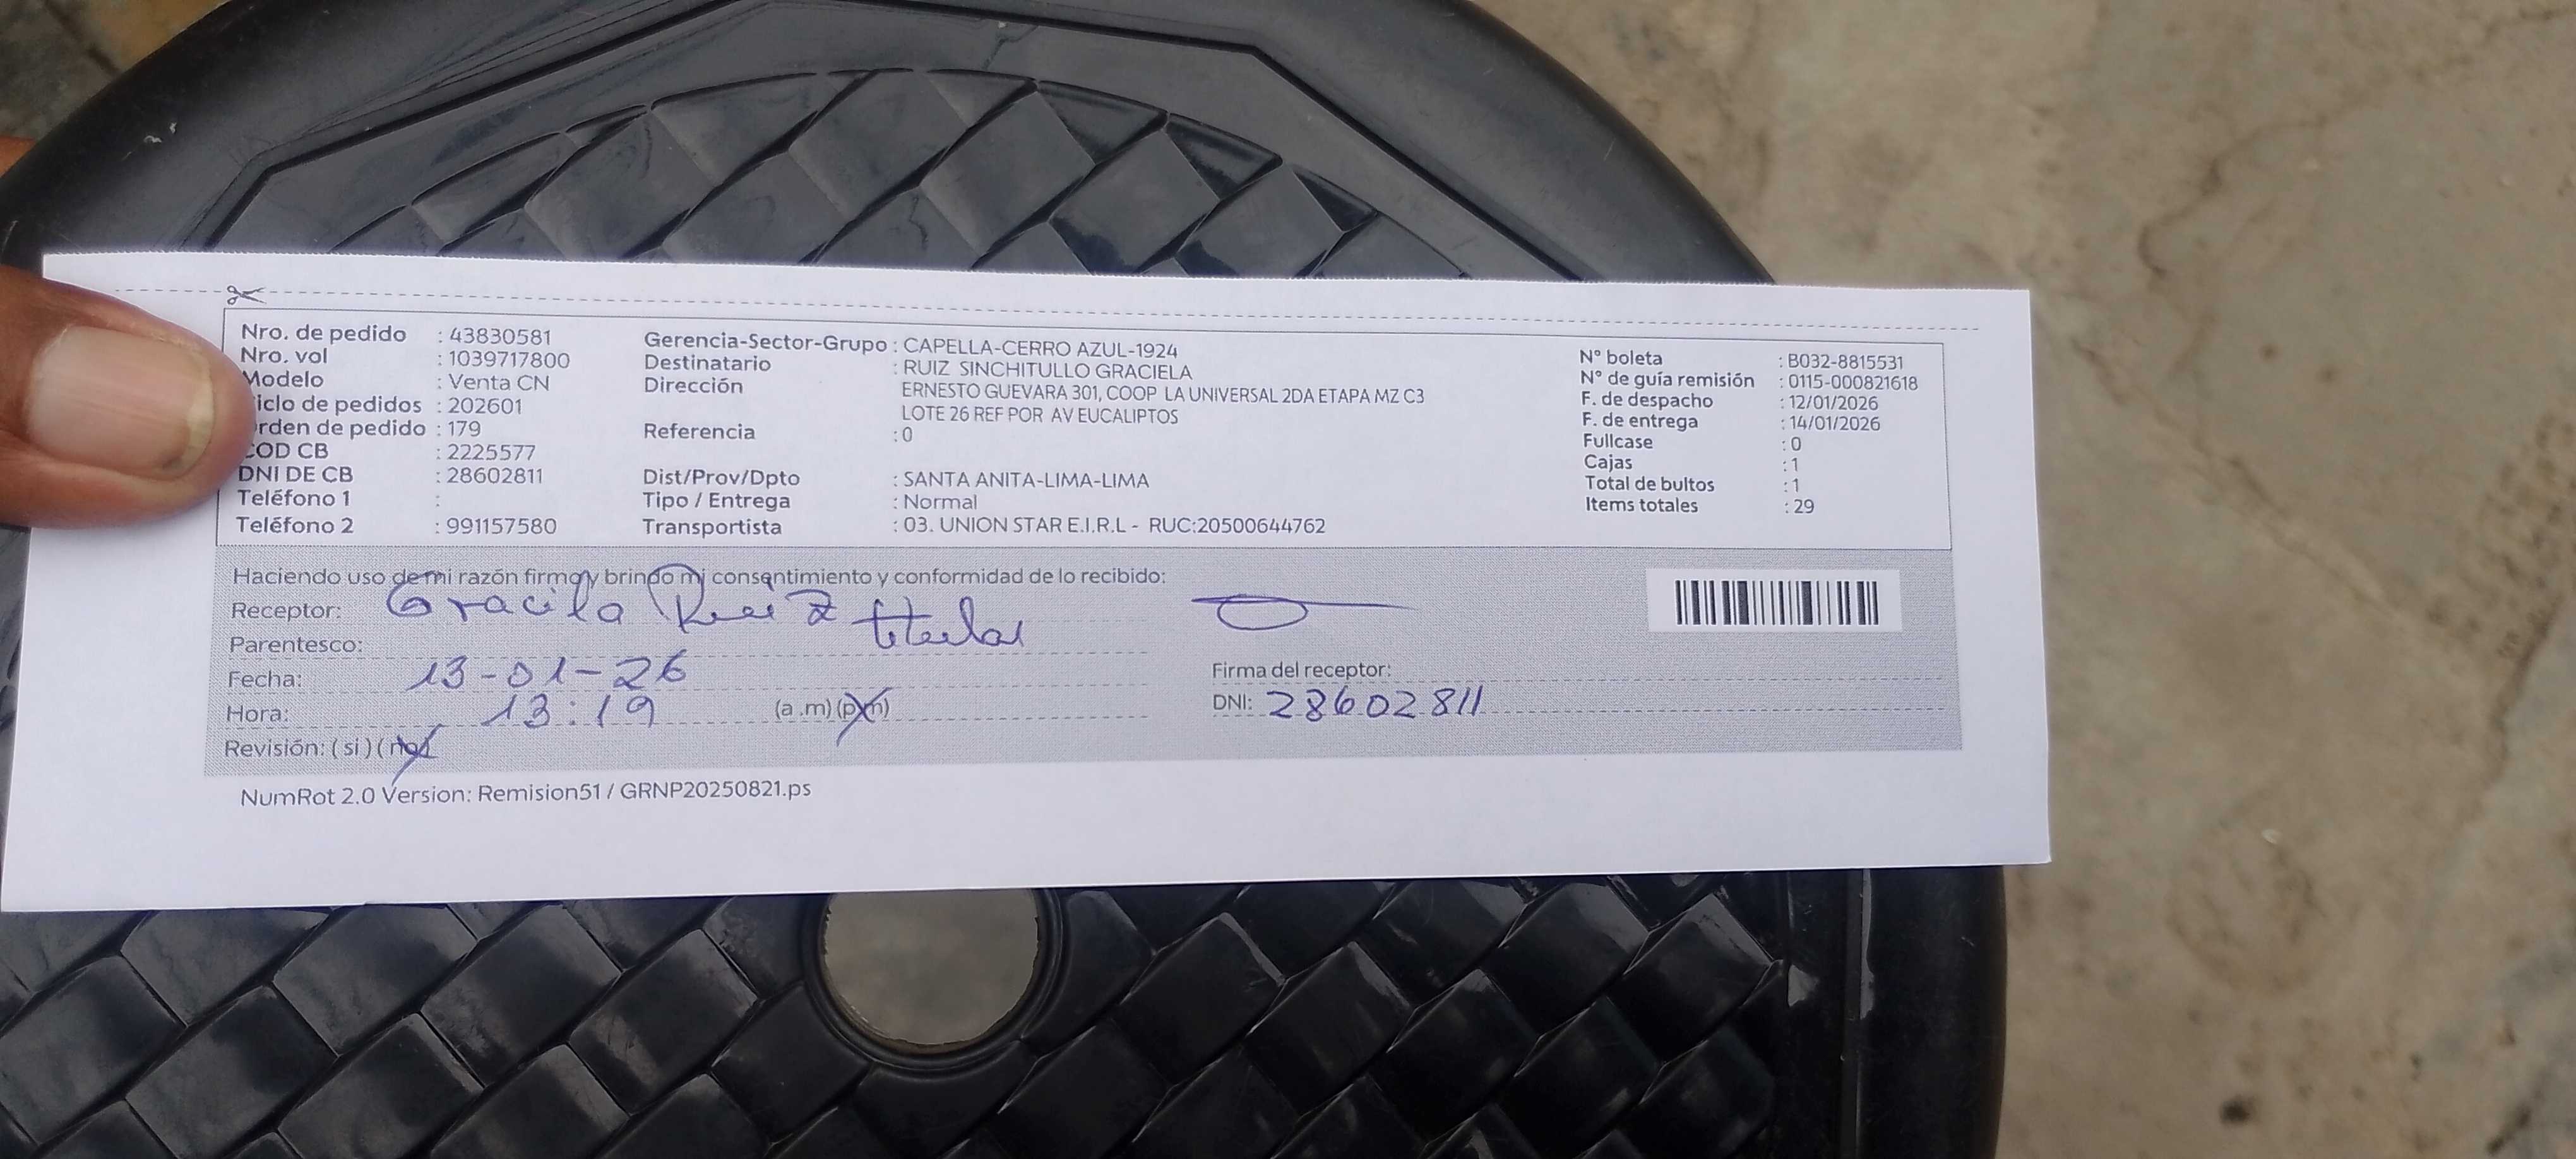 Nro. de pedido : 43830581
Nro. vol : 1039717800
Modelo : Venta CN
iclo de pedidos : 202601
rden de pedido : 179
COD CB : 2225577
DNI DE CB : 28602811
Teléfono 1 :
Teléfono 2 : 991157580
Gerencia-Sector-Grupo : CAPELLA-CERRO AZUL-1924
Destinatario : RUIZ SINCHITULLO GRACIELA
Dirección ERNESTO GUEVARA 301, COOP LA UNIVERSAL 2DA ETAPA MZ C3
LOTE 26 REF POR AV EUCALIPTOS
Referencia : 0
Dist/Prov/Dpto : SANTA ANITA-LIMA-LIMA
Tipo / Entrega : Normal
Transportista : 03. UNION STAR E.I.R.L - RUC:20500644762
N° boleta : B032-8815531
N° de guía remisión : 0115-000821618
F. de despacho : 12/01/2026
F. de entrega : 14/01/2026
Fullcase : 0
Cajas : 1
Total de bultos : 1
Items totales : 29
Haciendo uso de mi razón firmo y brindo mi consentimiento y conformidad de lo recibido:
Receptor: Gracila Ruiz
Parentesco: titular
Fecha: 13-01-26
Hora: 13:19 (a .m) (p.m)
Revisión: ( si ) ( no )
Firma del receptor:
DNI: 28602811
NumRot 2.0 Version: Remision51 / GRNP20250821.ps